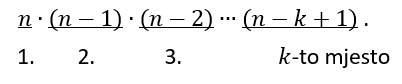 n · (n − 1) · (n − 2) ⋯ (n − k + 1) .
1. 2. 3. k-to mjesto